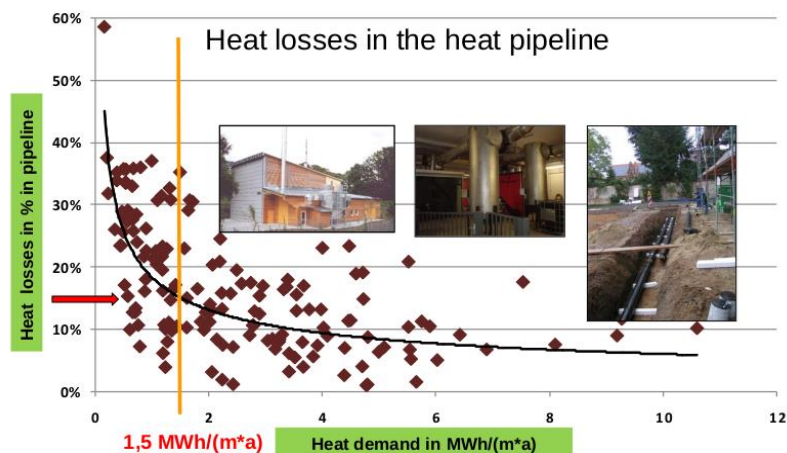 Heat losses in the heat pipeline
60%
50%
40%
30%
20%
10%
0%
Heat losses in % in pipeline
0 2 4 6 8 10 12
1,5 MWh/(m*a)
Heat demand in MWh/(m*a)